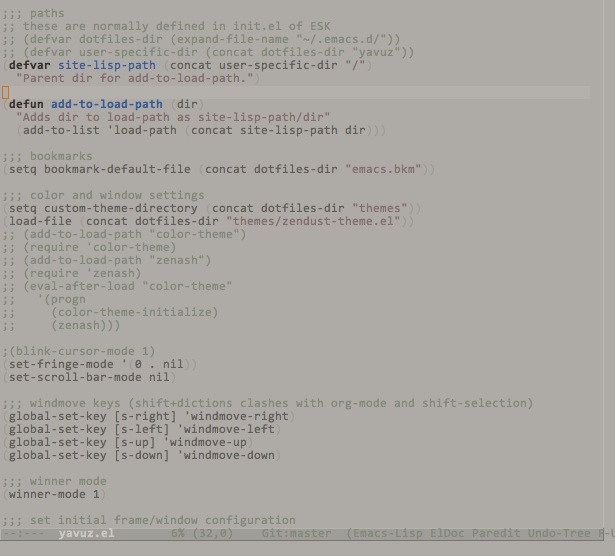 ;;; paths
;; these are normally defined in init.el of ESK
;; (defvar dotfiles-dir (expand-file-name "~/.emacs.d/"))
;; (defvar user-specific-dir (concat dotfiles-dir "yavuz"))
(defvar site-lisp-path (concat user-specific-dir "/")
  "Parent dir for add-to-load-path.")
(defun add-to-load-path (dir)
  "Adds dir to load-path as site-lisp-path/dir"
  (add-to-list 'load-path (concat site-lisp-path dir)))
;;; bookmarks
(setq bookmark-default-file (concat dotfiles-dir "emacs.bkm"))
;;; color and window settings
(setq custom-theme-directory (concat dotfiles-dir "themes"))
(load-file (concat dotfiles-dir "themes/zendust-theme.el"))
;; (add-to-load-path "color-theme")
;; (require 'color-theme)
;; (add-to-load-path "zenash")
;; (require 'zenash)
;; (eval-after-load "color-theme"
;;   '(progn
;;     (color-theme-initialize)
;;     (zenash)))
;(blink-cursor-mode 1)
(set-fringe-mode '(0 . nil))
(set-scroll-bar-mode nil)
;;; windmove keys (shift+dictions clashes with org-mode and shift-selection)
(global-set-key [s-right] 'windmove-right)
(global-set-key [s-left] 'windmove-left)
(global-set-key [s-up] 'windmove-up)
(global-set-key [s-down] 'windmove-down)
;;; winner mode
(winner-mode 1)
;;; set initial frame/window configuration
--:---  yavuz.el        6% (32,0)    Git:master  (Emacs-Lisp ElDoc Paredit Undo-Tree